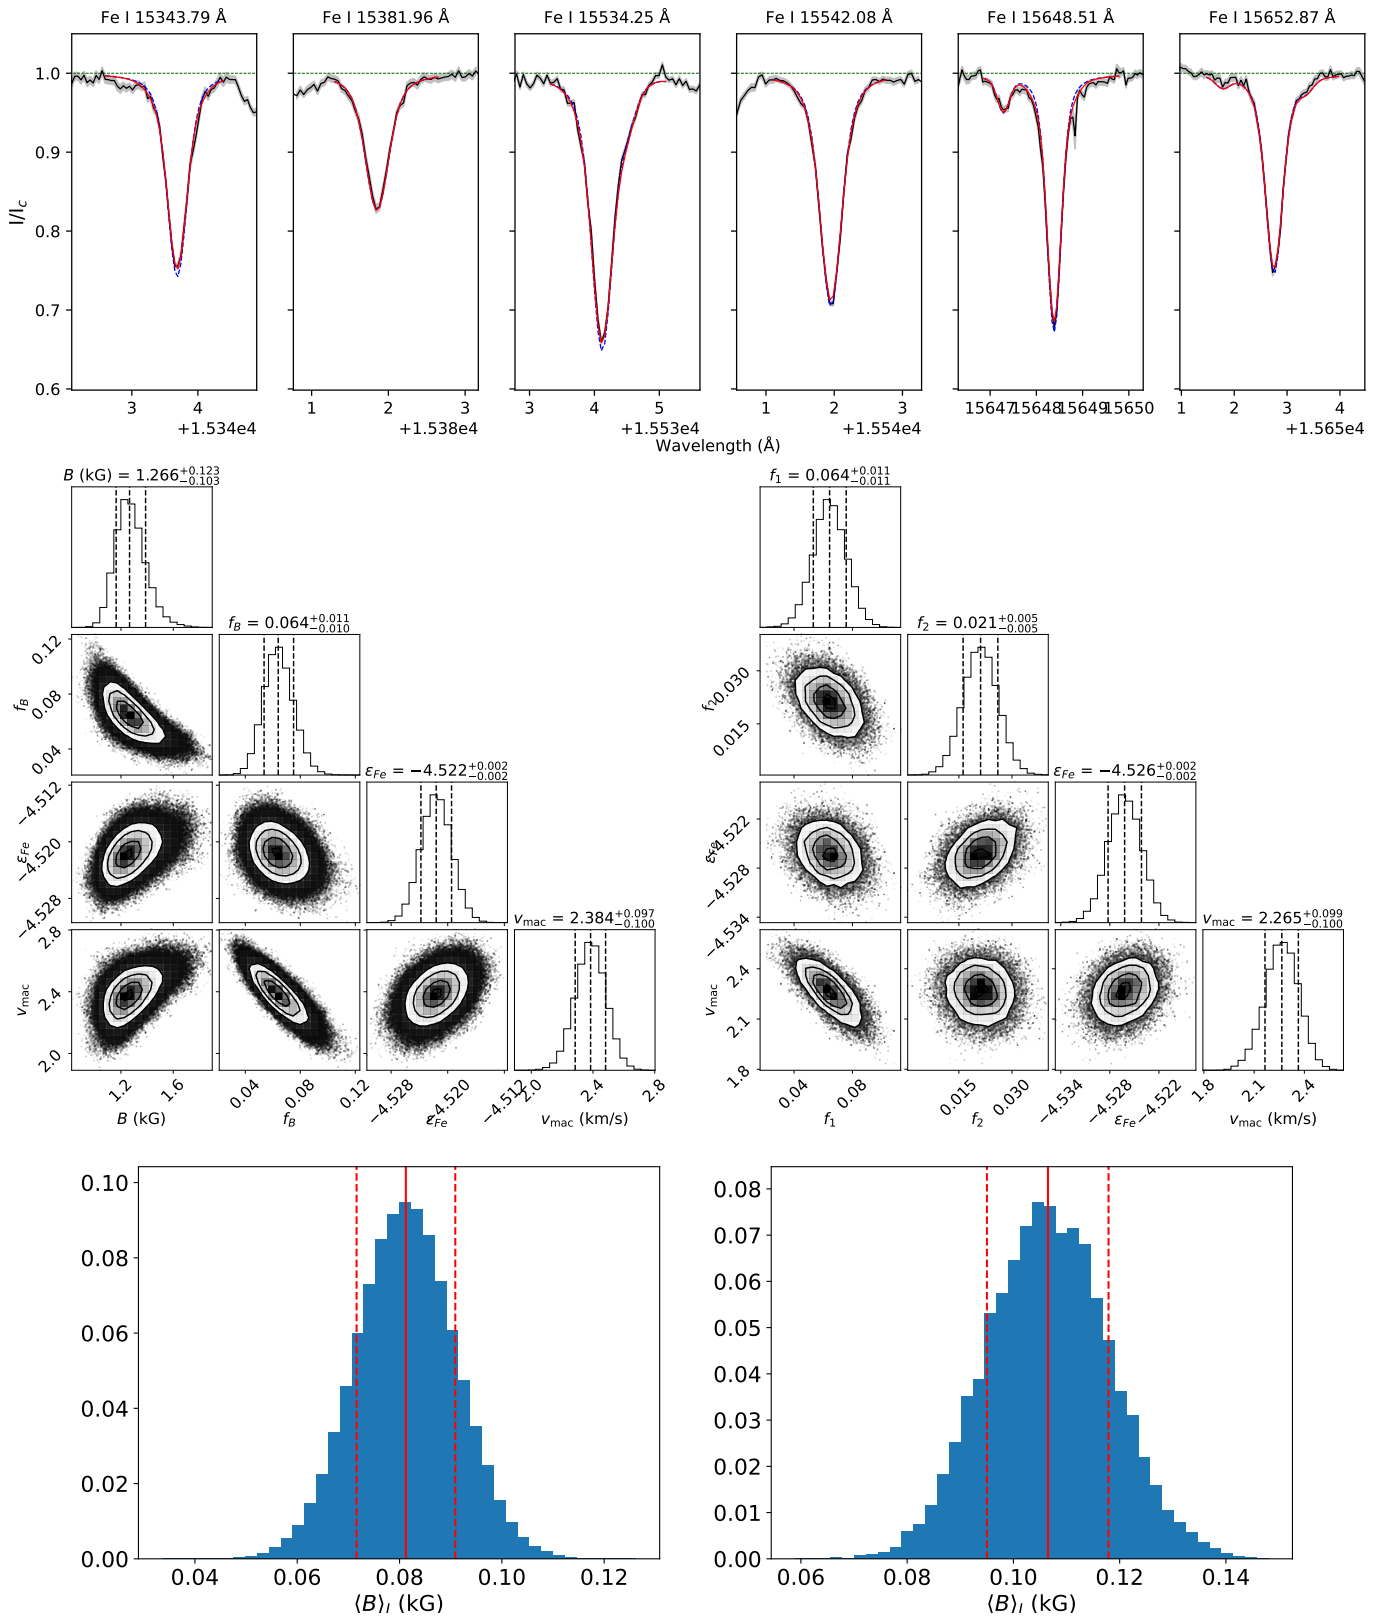 Fe I 15343.79 Å Fe I 15381.96 Å Fe I 15534.25 Å Fe I 15542.08 Å Fe I 15648.51 Å Fe I 15652.87 Å
1.0
0.9
0.8
0.7
0.6
I/I_c
3 4 1 2 3 3 4 5 1 2 3 15647 15648 15649 15650 1 2 3 4
+1.534e4 +1.538e4 +1.553e4 +1.554e4 +1.565e4
Wavelength (Å)
B (kG) = 1.266 +0.123 −0.103
f_B = 0.064 +0.011 −0.010
ε_Fe = −4.522 +0.002 −0.002
v_mac = 2.384 +0.097 −0.100
0.12
0.08
0.04
f_B
−4.512
−4.520
−4.528
ε_Fe
2.8
2.4
2.0
v_mac
1.2 1.6 0.04 0.08 0.12 −4.528 −4.520 −4.512 2.0 2.4 2.8
B (kG) f_B ε_Fe v_mac (km/s)
f_1 = 0.064 +0.011 −0.011
f_2 = 0.021 +0.005 −0.005
ε_Fe = −4.526 +0.002 −0.002
v_mac = 2.265 +0.099 −0.100
0.030
0.015
f_2
−4.522
−4.528
−4.534
ε_Fe
2.4
2.1
1.8
v_mac
0.04 0.08 0.015 0.030 −4.534 −4.528 −4.522 1.8 2.1 2.4
f_1 f_2 ε_Fe v_mac (km/s)
0.10
0.08
0.06
0.04
0.02
0.00
0.04 0.06 0.08 0.10 0.12
⟨B⟩_I (kG)
0.08
0.07
0.06
0.05
0.04
0.03
0.02
0.01
0.00
0.06 0.08 0.10 0.12 0.14
⟨B⟩_I (kG)